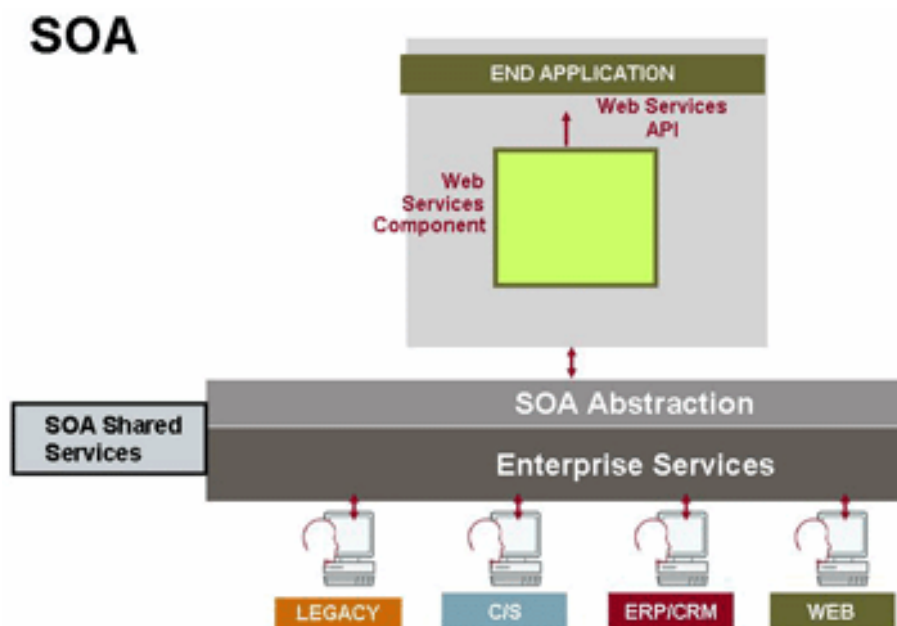 SOA
END APPLICATION
Web Services
API
Web
Services
Component
SOA Abstraction
SOA Shared
Services
Enterprise Services
LEGACY
C/S
ERP/CRM
WEB